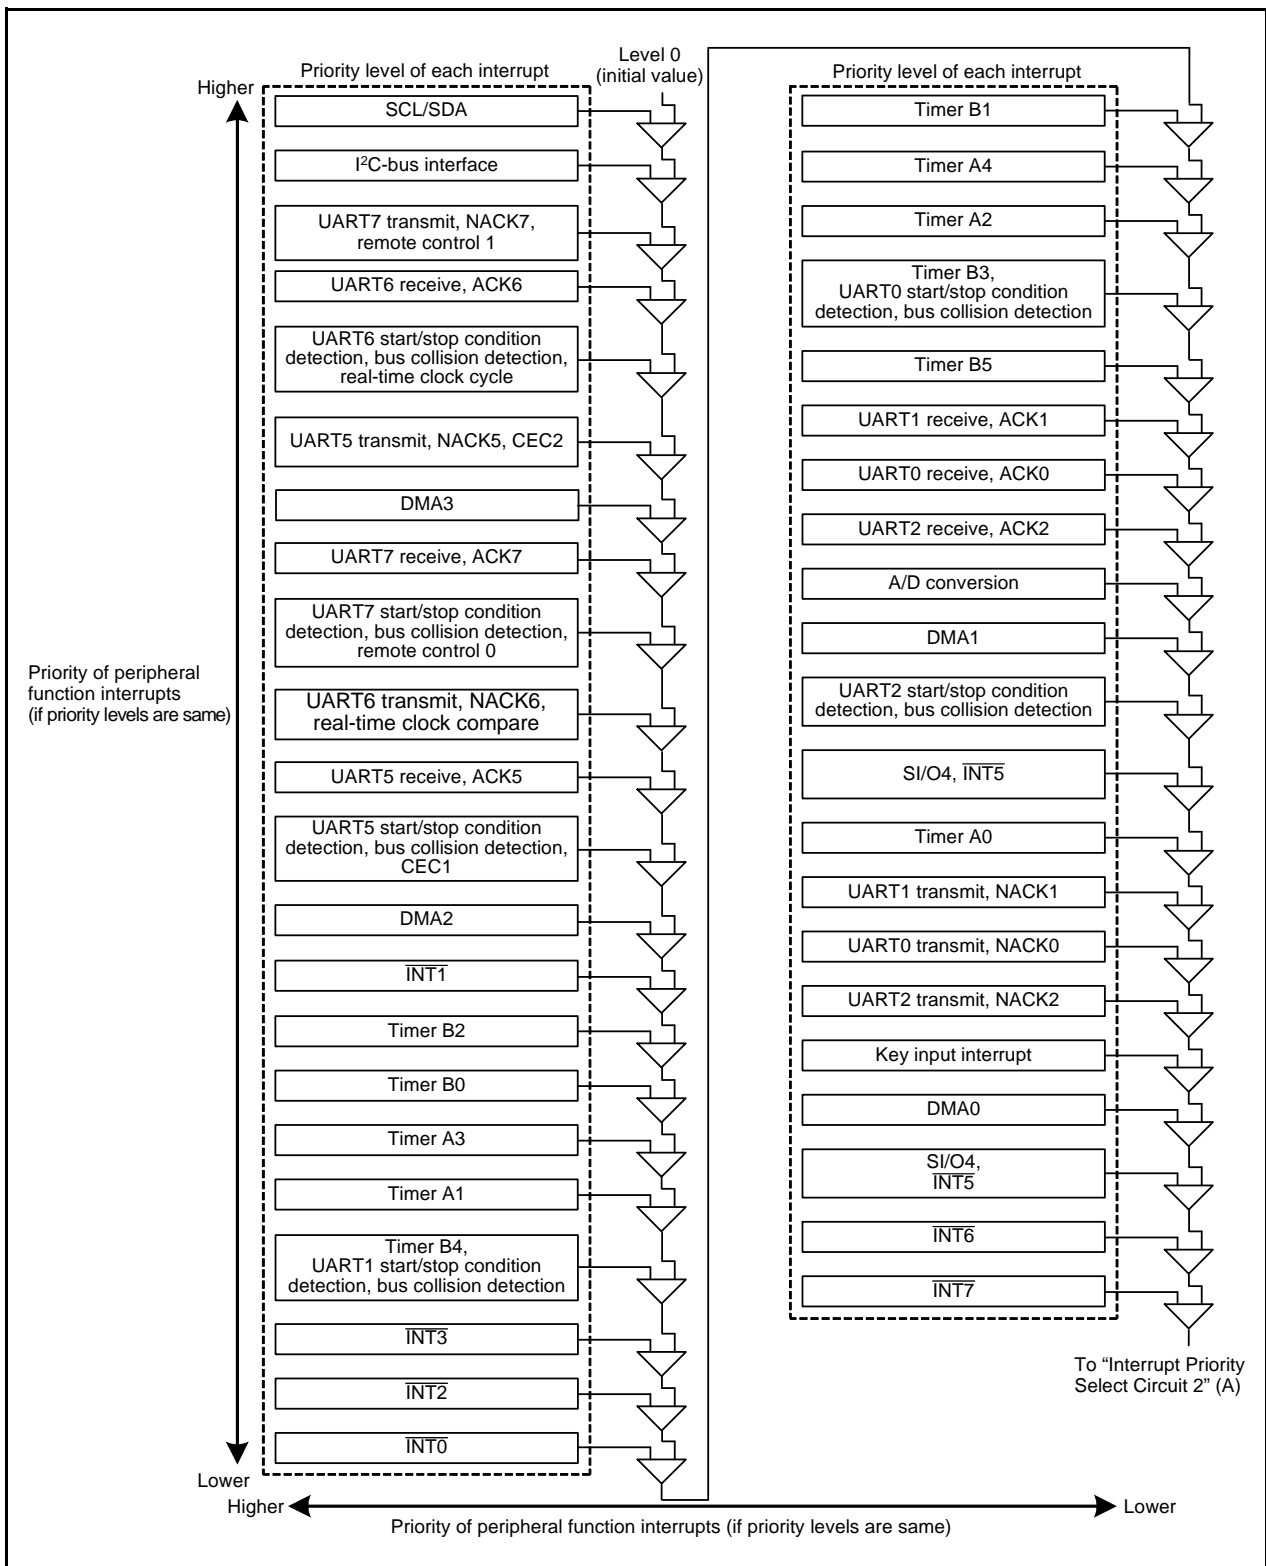 Level 0
(initial value)
Priority level of each interrupt
Higher
SCL/SDA
I²C-bus interface
UART7 transmit, NACK7,
remote control 1
UART6 receive, ACK6
UART6 start/stop condition
detection, bus collision detection,
real-time clock cycle
UART5 transmit, NACK5, CEC2
DMA3
UART7 receive, ACK7
UART7 start/stop condition
detection, bus collision detection,
remote control 0
UART6 transmit, NACK6,
real-time clock compare
UART5 receive, ACK5
UART5 start/stop condition
detection, bus collision detection,
CEC1
DMA2
I̅N̅T̅1̅
Timer B2
Timer B0
Timer A3
Timer A1
Timer B4,
UART1 start/stop condition
detection, bus collision detection
I̅N̅T̅3̅
I̅N̅T̅2̅
I̅N̅T̅0̅
Priority of peripheral
function interrupts
(if priority levels are same)
Lower
Priority level of each interrupt
Timer B1
Timer A4
Timer A2
Timer B3,
UART0 start/stop condition
detection, bus collision detection
Timer B5
UART1 receive, ACK1
UART0 receive, ACK0
UART2 receive, ACK2
A/D conversion
DMA1
UART2 start/stop condition
detection, bus collision detection
SI/O4, I̅N̅T̅5̅
Timer A0
UART1 transmit, NACK1
UART0 transmit, NACK0
UART2 transmit, NACK2
Key input interrupt
DMA0
SI/O4,
I̅N̅T̅5̅
I̅N̅T̅6̅
I̅N̅T̅7̅
To “Interrupt Priority
Select Circuit 2” (A)
Higher
Lower
Priority of peripheral function interrupts (if priority levels are same)